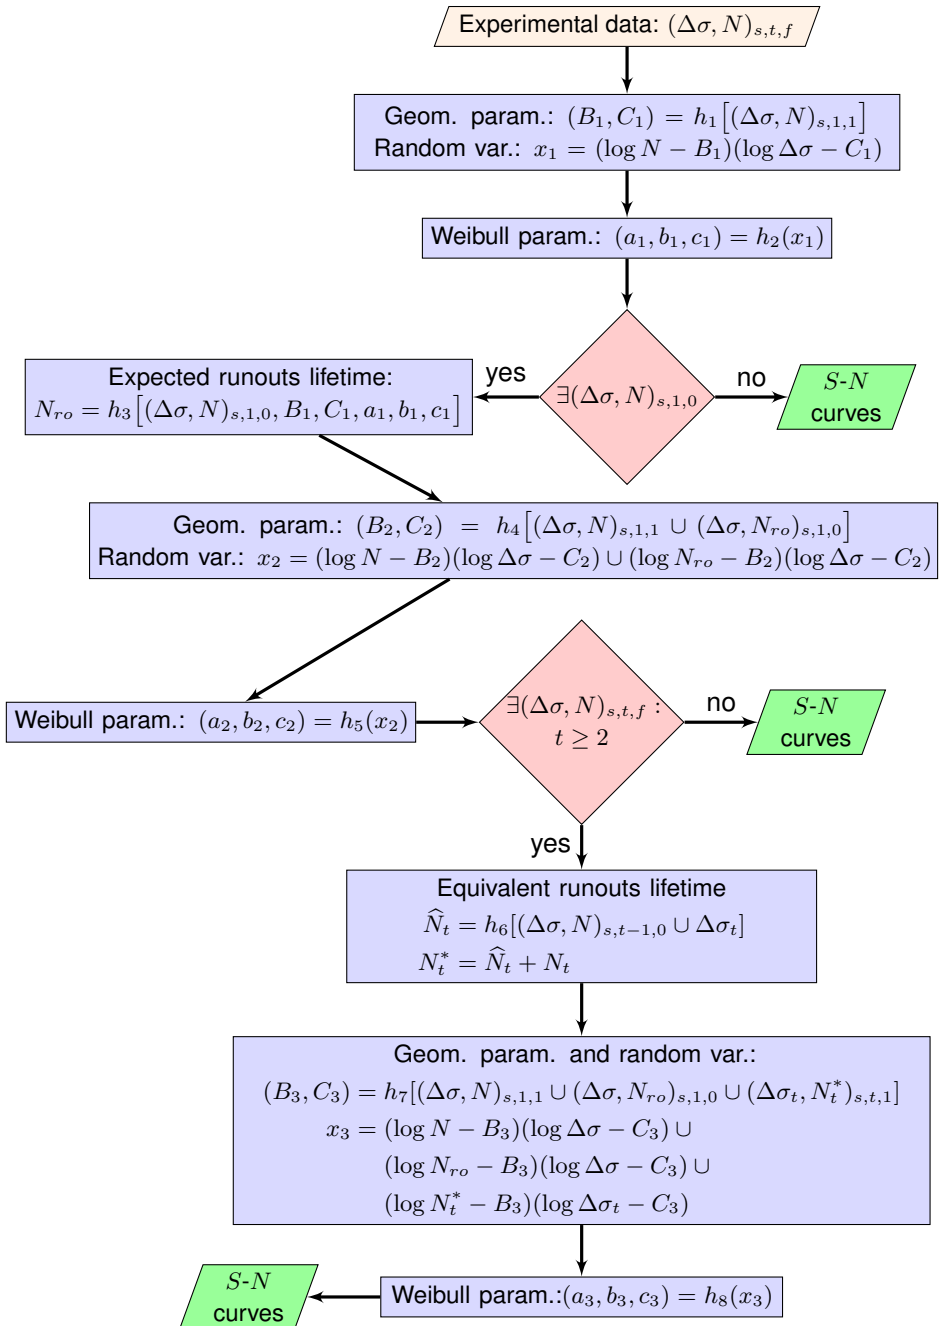 Experimental data: (Δσ, N)_{s,t,f}
Geom. param.: (B_1, C_1) = h_1[(Δσ, N)_{s,1,1}]
Random var.: x_1 = (log N − B_1)(log Δσ − C_1)
Weibull param.: (a_1, b_1, c_1) = h_2(x_1)
∃(Δσ, N)_{s,1,0}
yes
no
Expected runouts lifetime:
N_{ro} = h_3[(Δσ, N)_{s,1,0}, B_1, C_1, a_1, b_1, c_1]
S-N
curves
Geom. param.: (B_2, C_2) = h_4[(Δσ, N)_{s,1,1} ∪ (Δσ, N_{ro})_{s,1,0}]
Random var.: x_2 = (log N − B_2)(log Δσ − C_2) ∪ (log N_{ro} − B_2)(log Δσ − C_2)
Weibull param.: (a_2, b_2, c_2) = h_5(x_2)
∃(Δσ, N)_{s,t,f} :
t ≥ 2
no
S-N
curves
yes
Equivalent runouts lifetime
\widehat{N}_t = h_6[(Δσ, N)_{s,t−1,0} ∪ Δσ_t]
N_t^* = \widehat{N}_t + N_t
Geom. param. and random var.:
(B_3, C_3) = h_7[(Δσ, N)_{s,1,1} ∪ (Δσ, N_{ro})_{s,1,0} ∪ (Δσ_t, N_t^*)_{s,t,1}]
x_3 = (log N − B_3)(log Δσ − C_3) ∪
(log N_{ro} − B_3)(log Δσ − C_3) ∪
(log N_t^* − B_3)(log Δσ_t − C_3)
Weibull param.:(a_3, b_3, c_3) = h_8(x_3)
S-N
curves